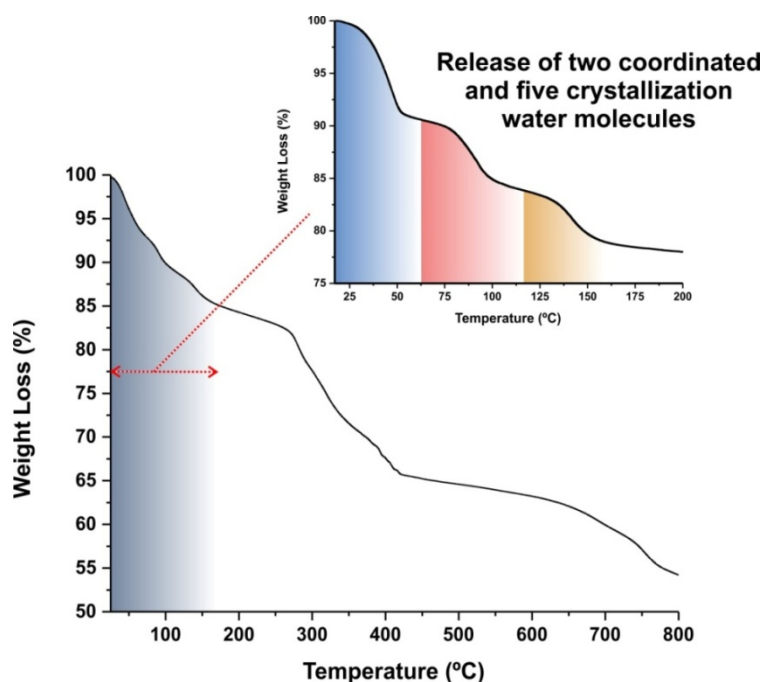 100
95
90
85
80
75
Weight Loss (%)
25 50 75 100 125 150 175 200
Temperature (ºC)
Release of two coordinated
and five crystallization
water molecules
100
95
90
85
80
75
70
65
60
55
50
Weight Loss (%)
100 200 300 400 500 600 700 800
Temperature (ºC)